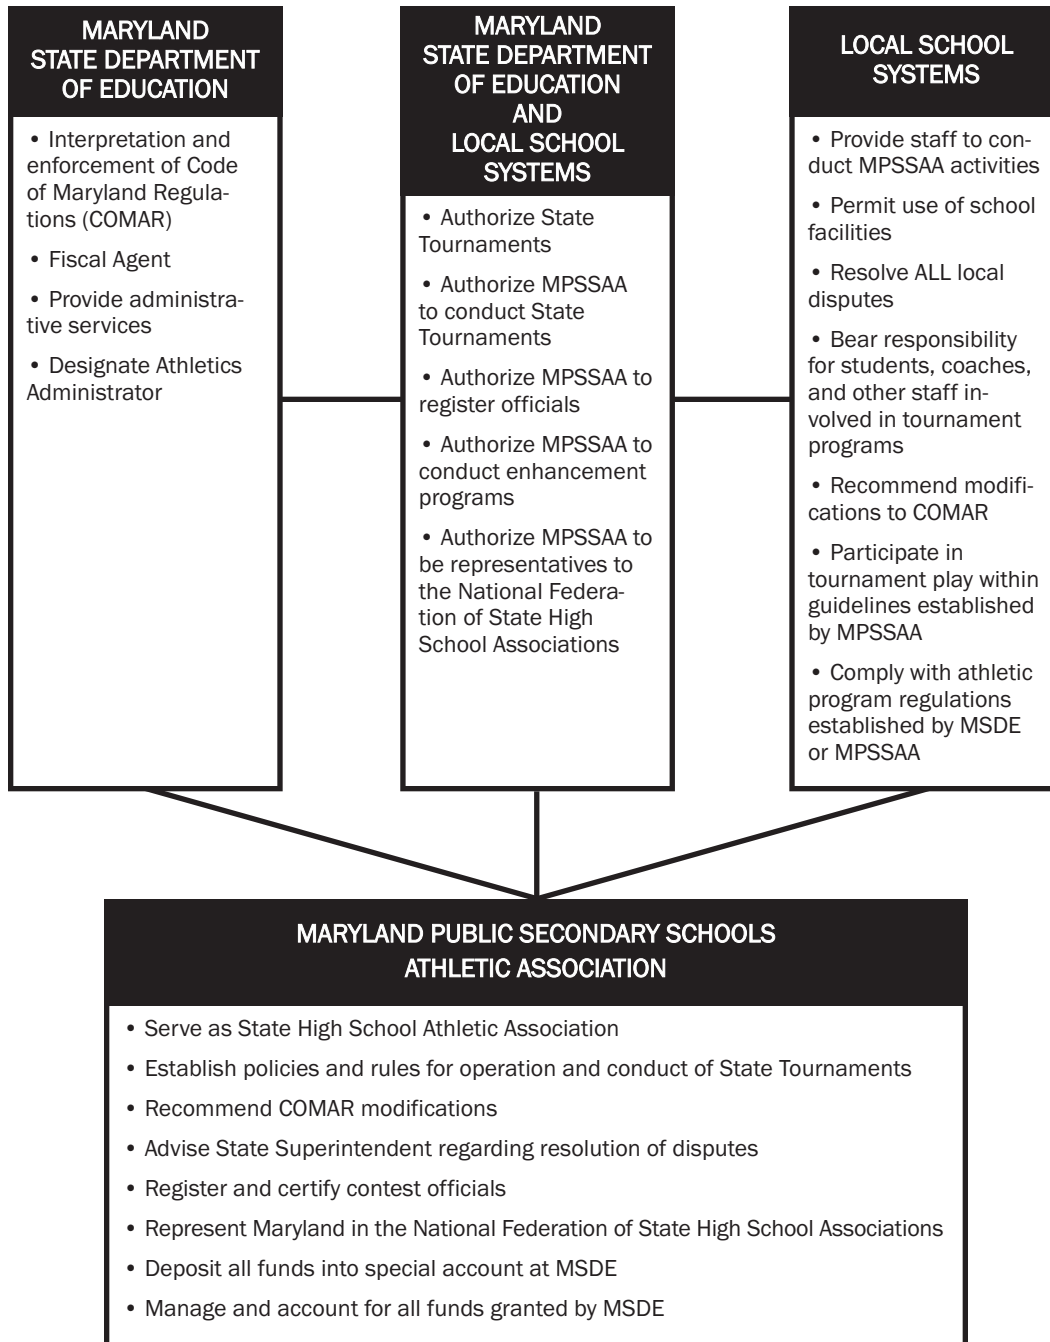 MARYLAND
STATE DEPARTMENT
OF EDUCATION
• Interpretation and
enforcement of Code
of Maryland Regula-
tions (COMAR)
• Fiscal Agent
• Provide administra-
tive services
• Designate Athletics
Administrator
MARYLAND
STATE DEPARTMENT
OF EDUCATION
AND
LOCAL SCHOOL
SYSTEMS
• Authorize State
Tournaments
• Authorize MPSSAA
to conduct State
Tournaments
• Authorize MPSSAA to
register officials
• Authorize MPSSAA to
conduct enhancement
programs
• Authorize MPSSAA to
be representatives to
the National Federa-
tion of State High
School Associations
LOCAL SCHOOL
SYSTEMS
• Provide staff to con-
duct MPSSAA activities
• Permit use of school
facilities
• Resolve ALL local
disputes
• Bear responsibility
for students, coaches,
and other staff in-
volved in tournament
programs
• Recommend modifi-
cations to COMAR
• Participate in
tournament play within
guidelines established
by MPSSAA
• Comply with athletic
program regulations
established by MSDE
or MPSSAA
MARYLAND PUBLIC SECONDARY SCHOOLS
ATHLETIC ASSOCIATION
• Serve as State High School Athletic Association
• Establish policies and rules for operation and conduct of State Tournaments
• Recommend COMAR modifications
• Advise State Superintendent regarding resolution of disputes
• Register and certify contest officials
• Represent Maryland in the National Federation of State High School Associations
• Deposit all funds into special account at MSDE
• Manage and account for all funds granted by MSDE